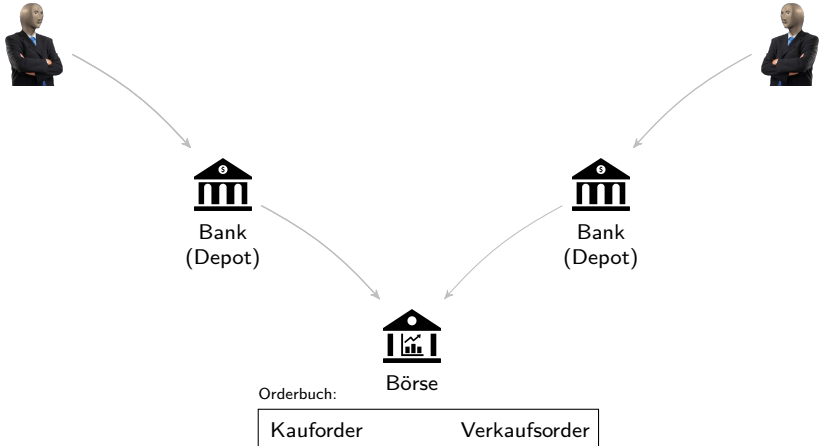 Bank
(Depot)
Bank
(Depot)
Börse
Orderbuch:
Kauforder Verkaufsorder